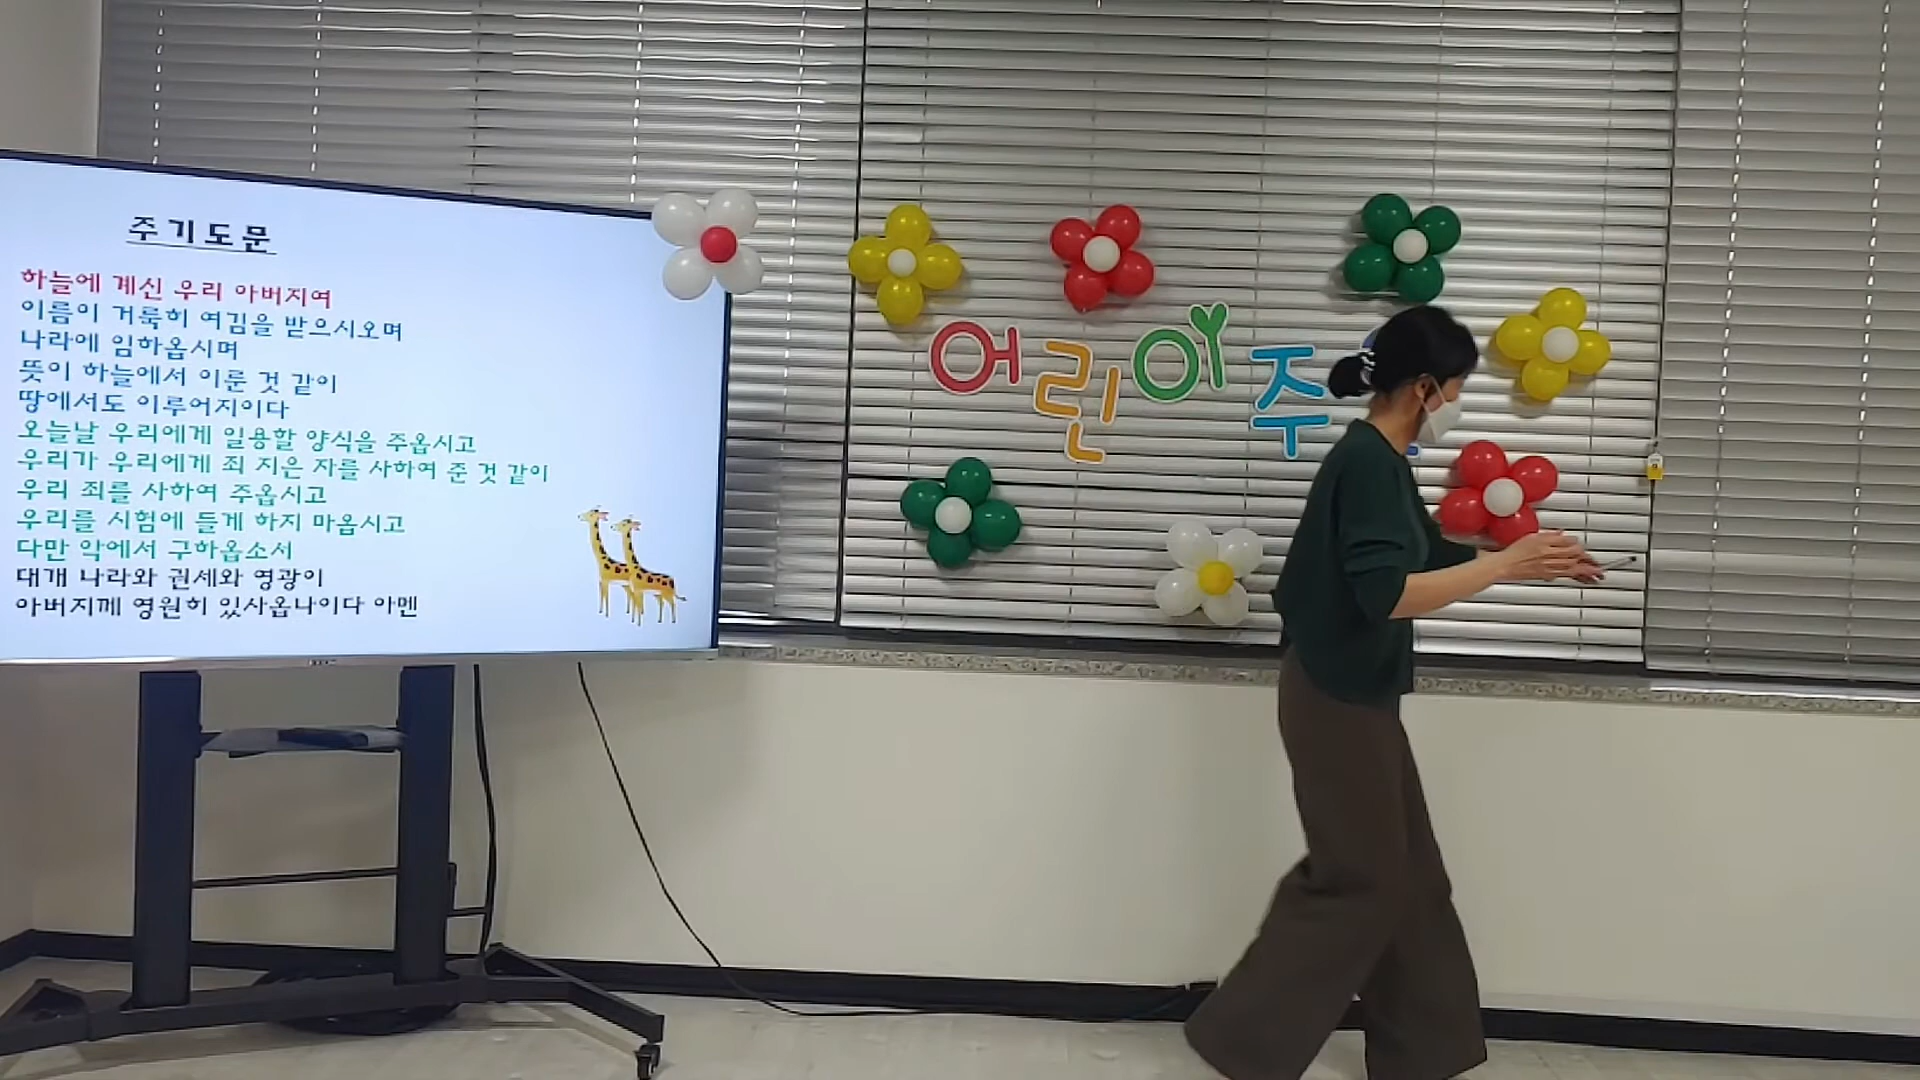 주기도문
하늘에 계신 우리 아버지여
이름이 거룩히 여김을 받으시오며
나라에 임하옵시며
뜻이 하늘에서 이룬 것 같이
땅에서도 이루어지이다
오늘날 우리에게 일용할 양식을 주옵시고
우리가 우리에게 죄 지은 자를 사하여 준 것 같이
우리 죄를 사하여 주옵시고
우리를 시험에 들게 하지 마옵시고
다만 악에서 구하옵소서
대개 나라와 권세와 영광이
아버지께 영원히 있사옵나이다 아멘
어린이주